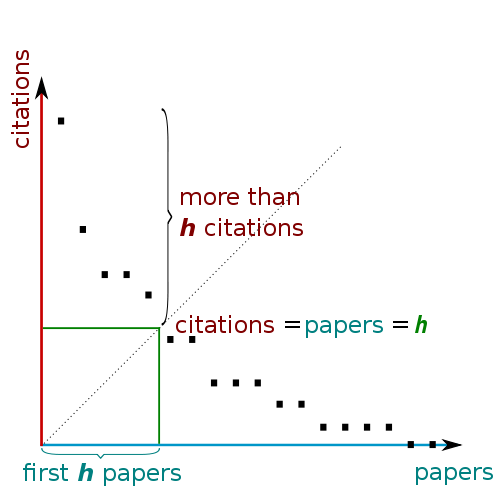 citations
more than
h citations
citations = papers = h
first h papers
papers